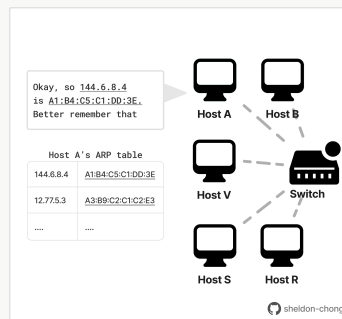 Okay, so 144.6.8.4
is A1:B4:C5:C1:DD:3E.
Better remember that
Host A
Host B
Host A's ARP table
144.6.8.4 A1:B4:C5:C1:DD:3E
12.77.5.3 A3:B9:C2:C1:C2:E3
.... ....
Host V
Switch
Host S
Host R
sheldon-chong